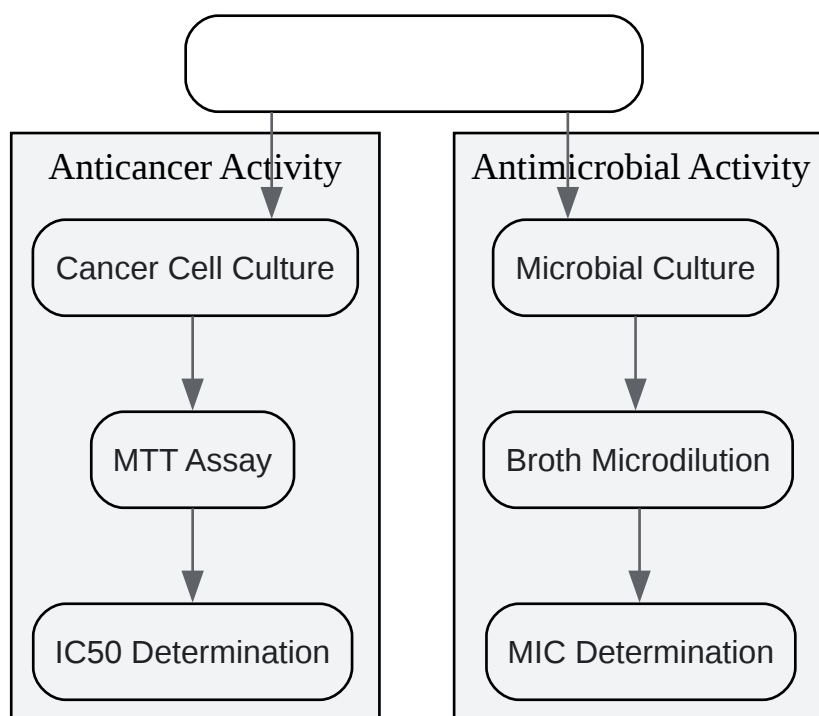 Anticancer Activity
Cancer Cell Culture
MTT Assay
IC50 Determination
Antimicrobial Activity
Microbial Culture
Broth Microdilution
MIC Determination